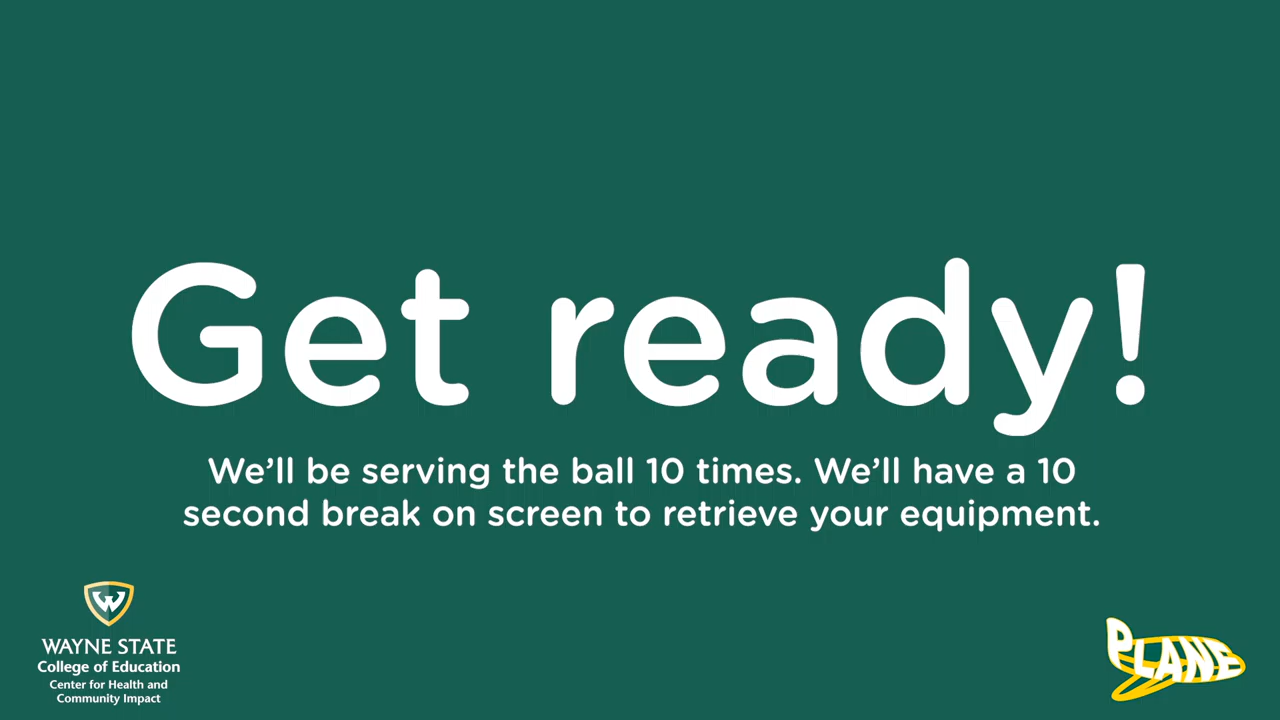 Get ready!
We’ll be serving the ball 10 times. We’ll have a 10
second break on screen to retrieve your equipment.
W
WAYNE STATE
College of Education
Center for Health and
Community Impact
PLANE